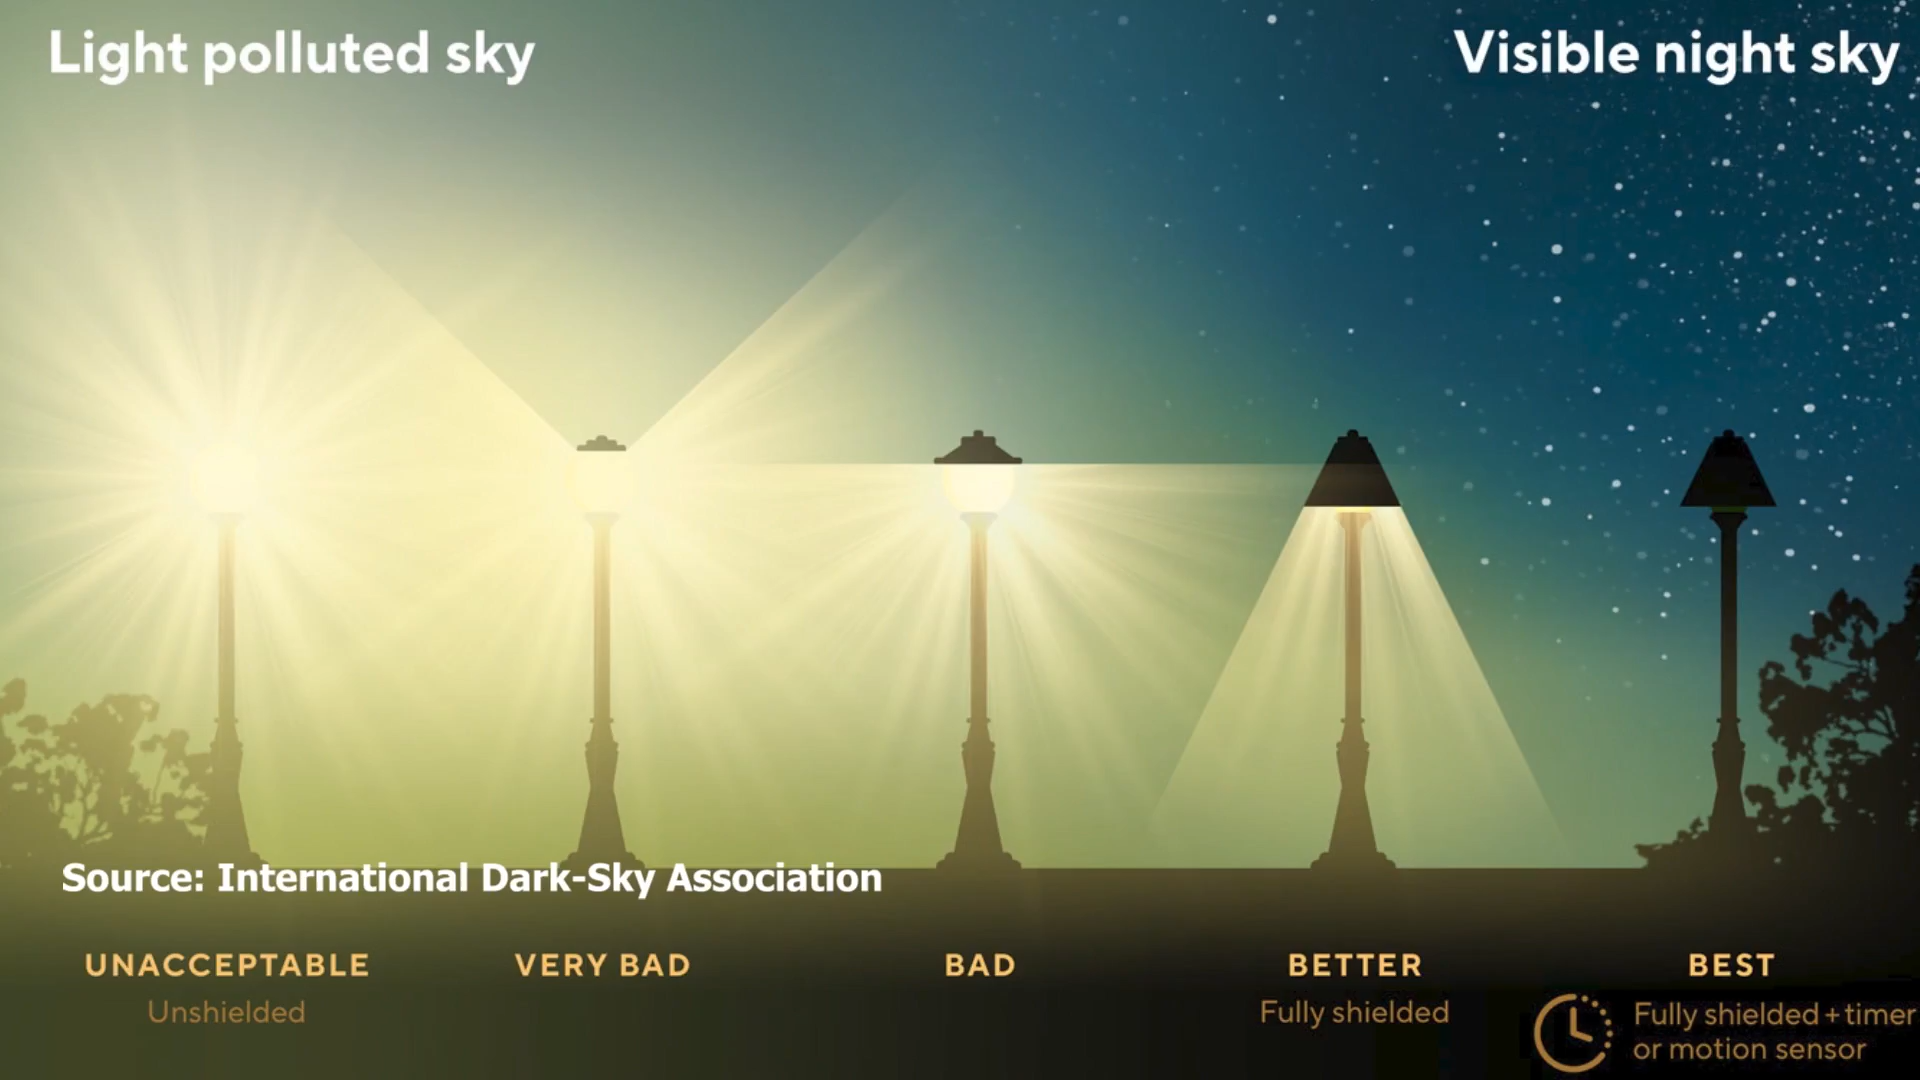 Light polluted sky
Visible night sky
Source: International Dark-Sky Association
UNACCEPTABLE
Unshielded
VERY BAD
BAD
BETTER
Fully shielded
BEST
Fully shielded + timer
or motion sensor